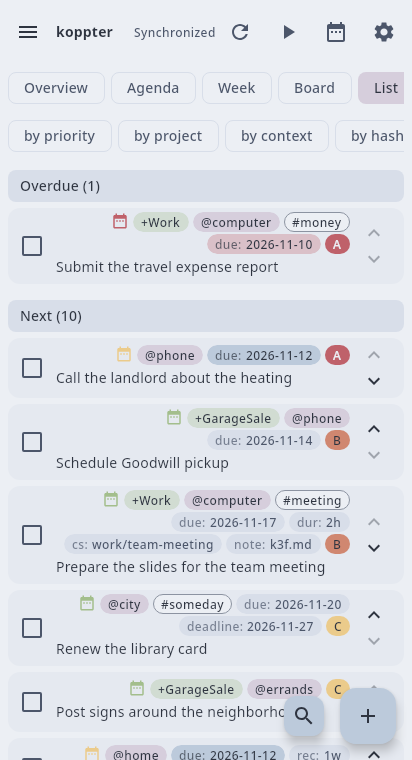 koppter Synchronized
Overview Agenda Week Board List
by priority by project by context by hash
Overdue (1)
+Work @computer #money
due: 2026-11-10 A
Submit the travel expense report
Next (10)
@phone due: 2026-11-12 A
Call the landlord about the heating
+GarageSale @phone
due: 2026-11-14 B
Schedule Goodwill pickup
+Work @computer #meeting
due: 2026-11-17 dur: 2h
cs: work/team-meeting note: k3f.md B
Prepare the slides for the team meeting
@city #someday due: 2026-11-20
deadline: 2026-11-27 C
Renew the library card
+GarageSale @errands C
Post signs around the neighborho
@home due: 2026-11-12 rec: 1w